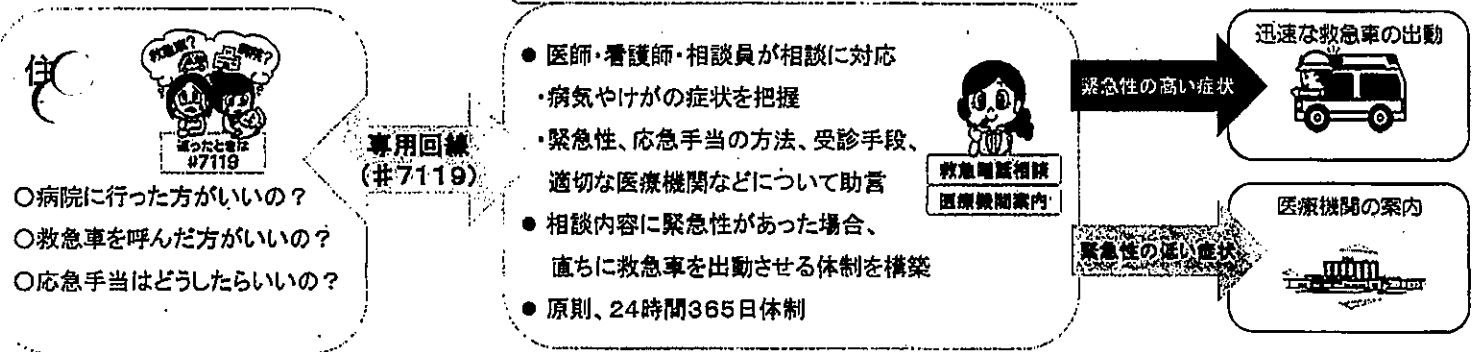 住
救急車?
病院?
迷ったときは
#7119
○病院に行った方がいいの?
○救急車を呼んだ方がいいの?
○応急手当はどうしたらいいの?
専用回線
(#7119)
● 医師・看護師・相談員が相談に対応
・病気やけがの症状を把握
・緊急性、応急手当の方法、受診手段、
適切な医療機関などについて助言
● 相談内容に緊急性があった場合、
直ちに救急車を出動させる体制を構築
● 原則、24時間365日体制
救急電話相談
医療機関案内
緊急性の高い症状
緊急性の低い症状
迅速な救急車の出動
医療機関の案内